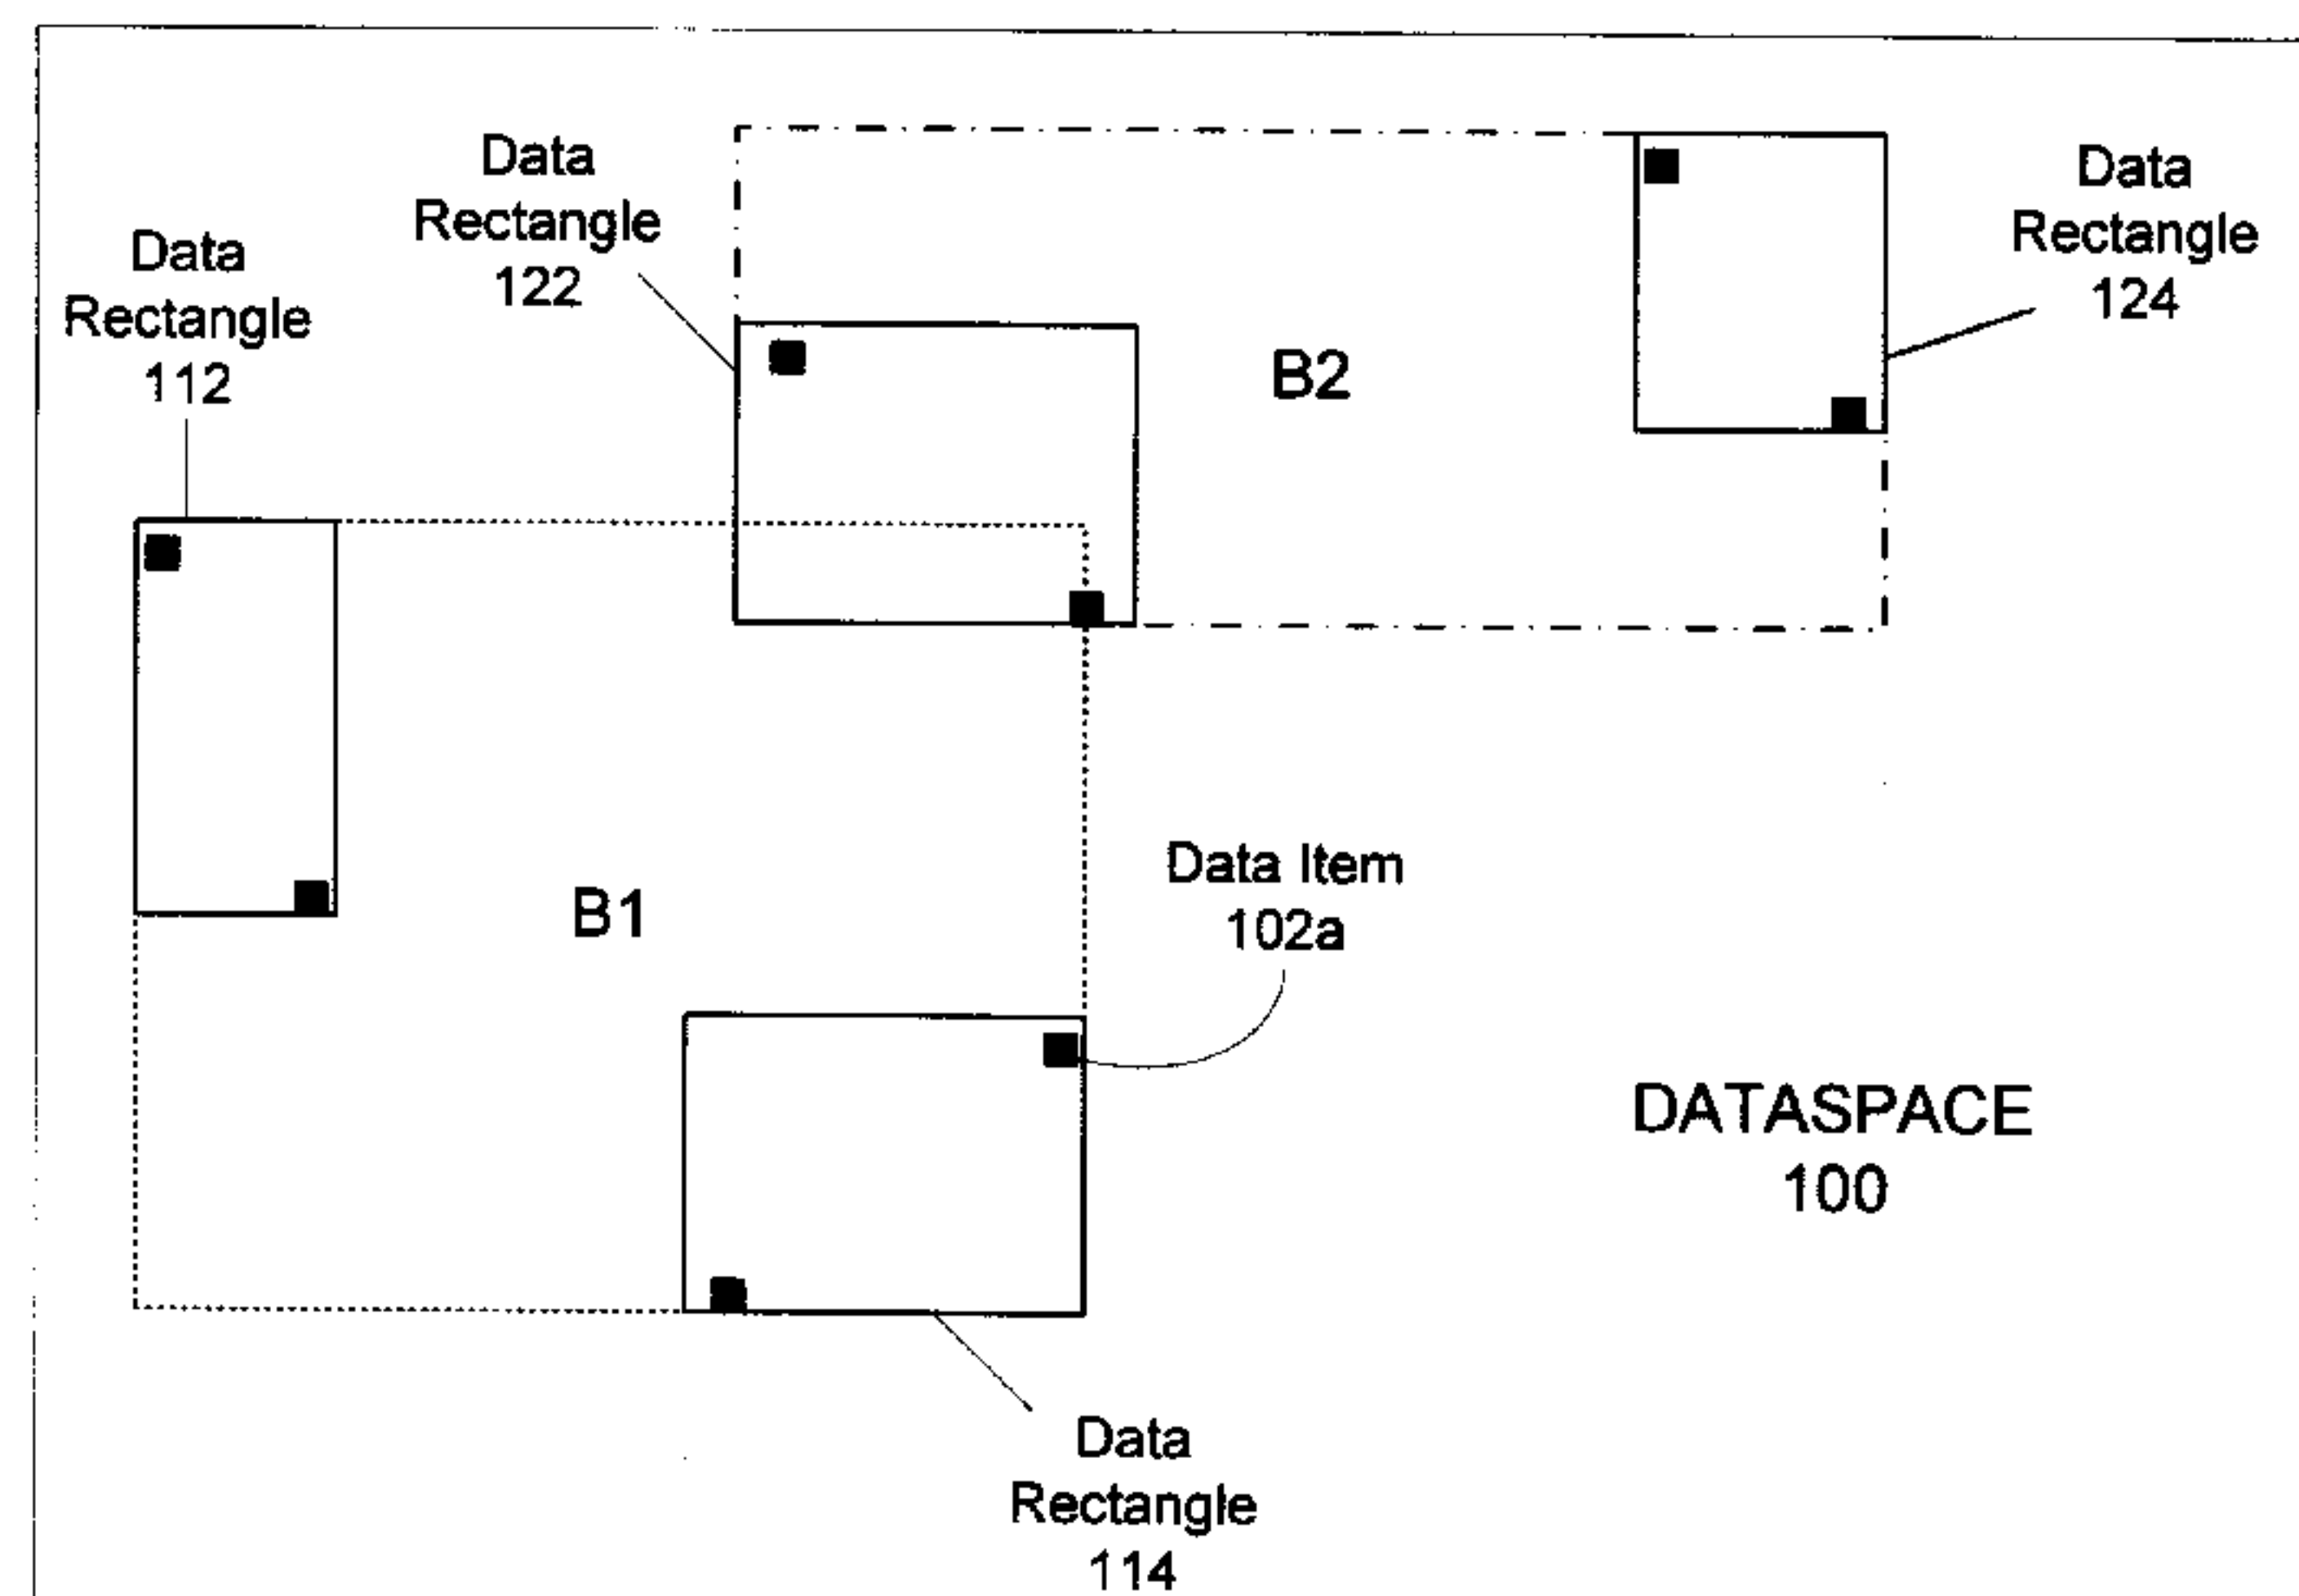 Data
Rectangle
122
Data
Rectangle
124
Data
Rectangle
112
B2
B1
Data Item
102a
DATASPACE
100
Data
Rectangle
114